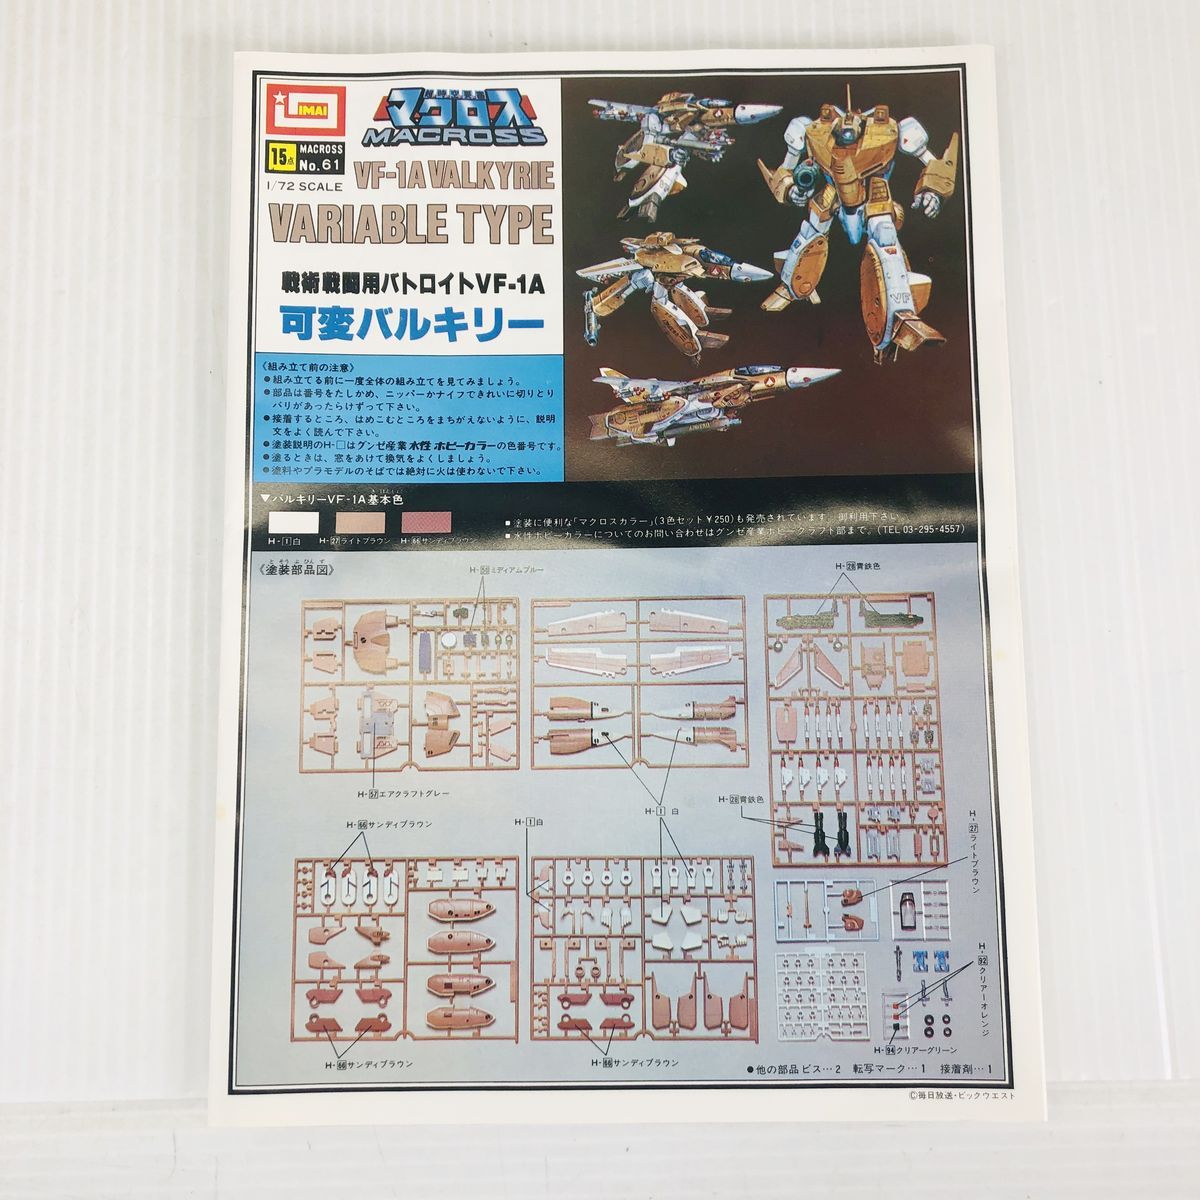 IMAI
超時空要塞
マクロス
MACROSS
15点
MACROSS
No.61
1/72 SCALE
VF-1A VALKYRIE
VARIABLE TYPE
戦術戦闘用バトロイトVF-1A
可変バルキリー
《組み立て前の注意》
●組み立てる前に一度全体の組み立てを見てみましょう。
●部品は番号をたしかめ、ニッパーかナイフできれいに切りとり
バリがあったらけずって下さい。
●接着するところ、はめこむところをまちがえないように、説明
文をよく読んで下さい。
●塗装説明のH-□はグンゼ産業水性ホビーカラーの色番号です。
●塗るときは、窓をあけて換気をよくしましょう。
●塗料やプラモデルのそばでは絶対に火は使わないで下さい。
▼バルキリーVF-1A基本色
H-1白
H-27ライトブラウン
H-66サンディブラウン
■塗装に便利な「マクロスカラー」(3色セット¥250)も発売されています。御利用下さい。
■水性ホビーカラーについてのお問い合わせはグンゼ産業ホビークラフト部まで。(TEL 03-295-4557)
《塗装部品図》
H-56ミディアムブルー
H-28青鉄色
VF
H-57エアクラフトグレー
H-66サンディブラウン
H-1白
H-1 白
H-28青鉄色
H-27ライトブラウン
H-92クリアーオレンジ
H-94クリアーグリーン
H-66サンディブラウン
H-66サンディブラウン
●他の部品 ビス…2 転写マーク…1 接着剤…1
©毎日放送・ビックウエスト